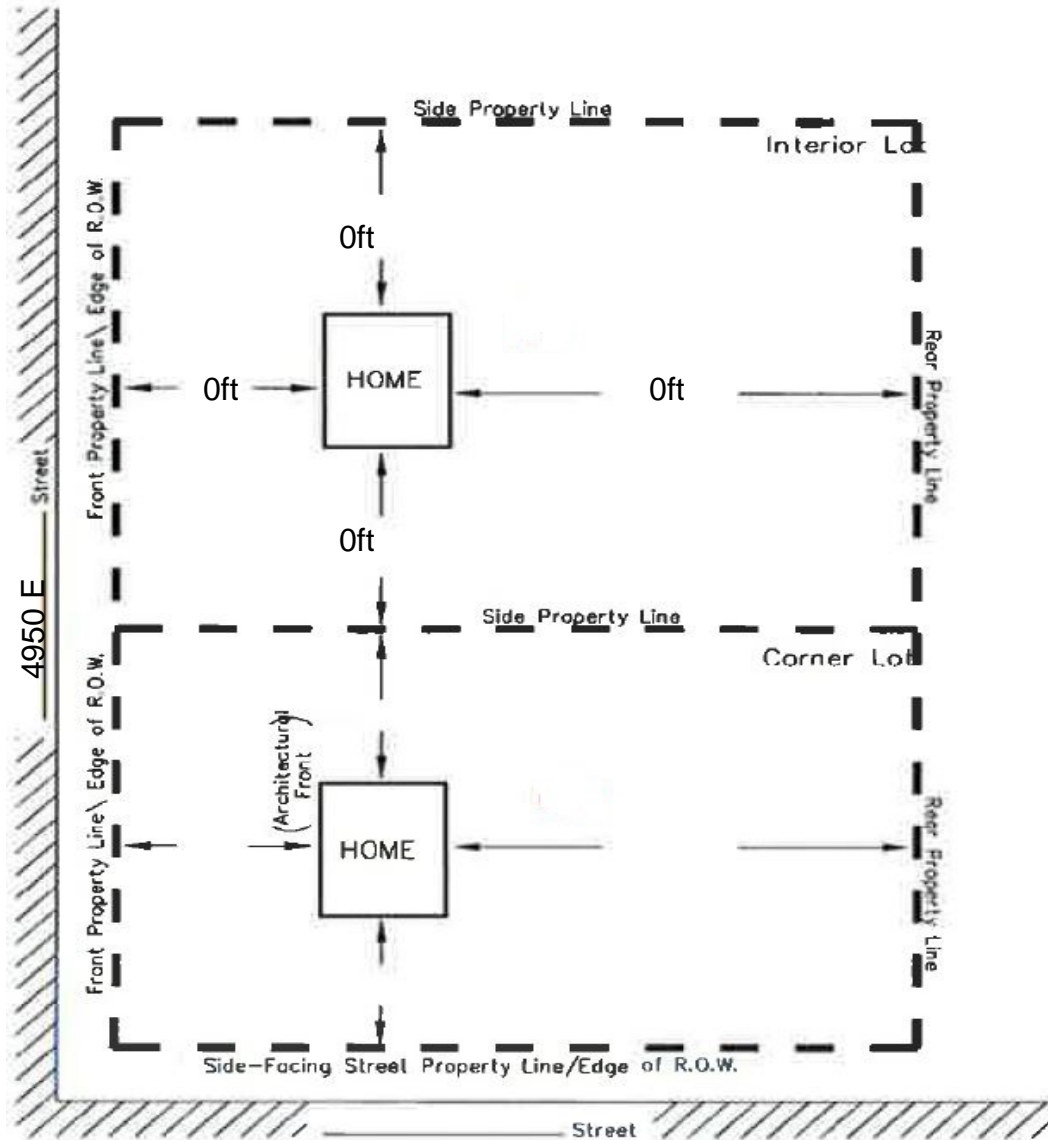 Side Property Line
Interior Lot
Front Property Line\ Edge of R.O.W.
0ft
HOME
0ft
0ft
Rear Property Line
0ft
4950 E Street
Side Property Line
Corner Lot
Front Property Line\ Edge of R.O.W.
(Architectural
Front)
HOME
Rear Property Line
Side-Facing Street Property Line/Edge of R.O.W.
Street